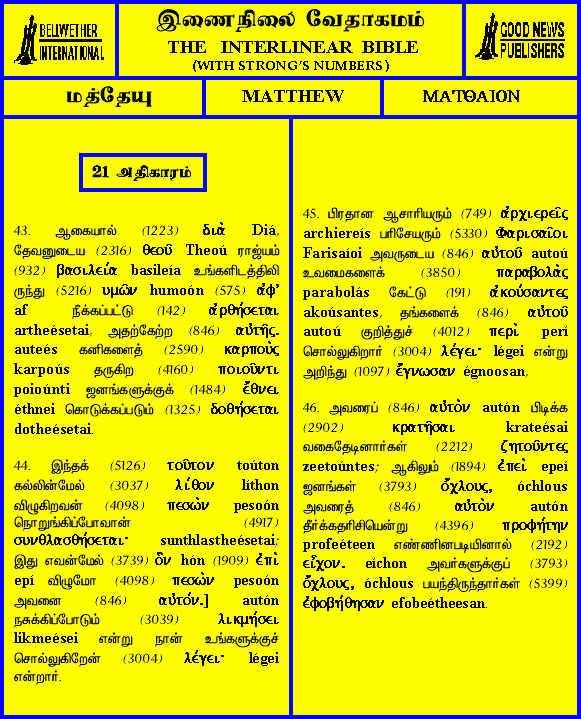 BELLWETHER
INTERNATIONAL
இணைநிலை வேதாகமம்
THE INTERLINEAR BIBLE
(WITH STRONG'S NUMBERS)
GOOD NEWS
PUBLISHERS
மத்தேயு
MATTHEW
ΜΑΤΘΑΙΟΝ
21 அதிகாரம்
43. ஆகையால் (1223) διὰ Diá,
தேவனுடைய (2316) θεοῦ Theoú ராஜ்யம்
(932) βασιλεία basileía உங்களிடத்திலி
ருந்து (5216) υμῶν humoón (575) ἀφ'
af நீக்கப்பட்டு (142) ἀρθήσεται
artheésetai, அதற்கேற்ற (846) αὐτῆς.
auteés கனிகளைத் (2590) καρποὺς
karpoús தருகிற (4160) ποιοῦντι
poioúnti ஜனங்களுக்குக் (1484) ἔθνει
éthnei கொடுக்கப்படும் (1325) δοθήσεται
dotheésetai.
44. இந்தக் (5126) τοῦτον toúton
கல்லின்மேல் (3037) λίθον líthon
விழுகிறவன் (4098) πεσὼν pesoón
நொறுங்கிப்போவான் (4917)
συνθλασθήσεται· sunthlastheésetai;
இது எவன்மேல் (3739) ὃν hón (1909) ἐπὶ
epí விழுமோ (4098) πεσὼν pesoón
அவனை (846) αὐτόν.] autón
நசுக்கிப்போடும் (3039) λικμήσει
likmeései என்று நான் உங்களுக்குச்
சொல்லுகிறேன் (3004) λέγει· légei
என்றார்.
45. பிரதான ஆசாரியரும் (749) ἀρχιερεῖς
archiereís பரிசேயரும் (5330) Φαρισαῖοι
Farisaíoi அவருடைய (846) αὐτοῦ autoú
உவமைகளைக் (3850) παραβολὰς
parabolás கேட்டு (191) ἀκούσαντες
akoúsantes, தங்களைக் (846) αὐτοῦ
autoú குறித்துச் (4012) περὶ perí
சொல்லுகிறார் (3004) λέγει· légei என்று
அறிந்து (1097) ἔγνωσαν égnoosan,
46. அவரைப் (846) αὐτὸν autón பிடிக்க
(2902) κρατῆσαι krateésai
வகைதேடினார்கள் (2212) ζητοῦντες
zeetoúntes; ஆகிலும் (1894) ἐπεὶ epeí
ஜனங்கள் (3793) ὄχλους, óchlous
அவரைத் (846) αὐτὸν autón
தீர்க்கதரிசியென்று (4396) προφήτην
profeéteen எண்ணினபடியினால் (2192)
εἶχον. eíchon அவர்களுக்குப் (3793)
ὄχλους, óchlous பயந்திருந்தார்கள் (5399)
ἐφοβήθησαν efobeétheesan.